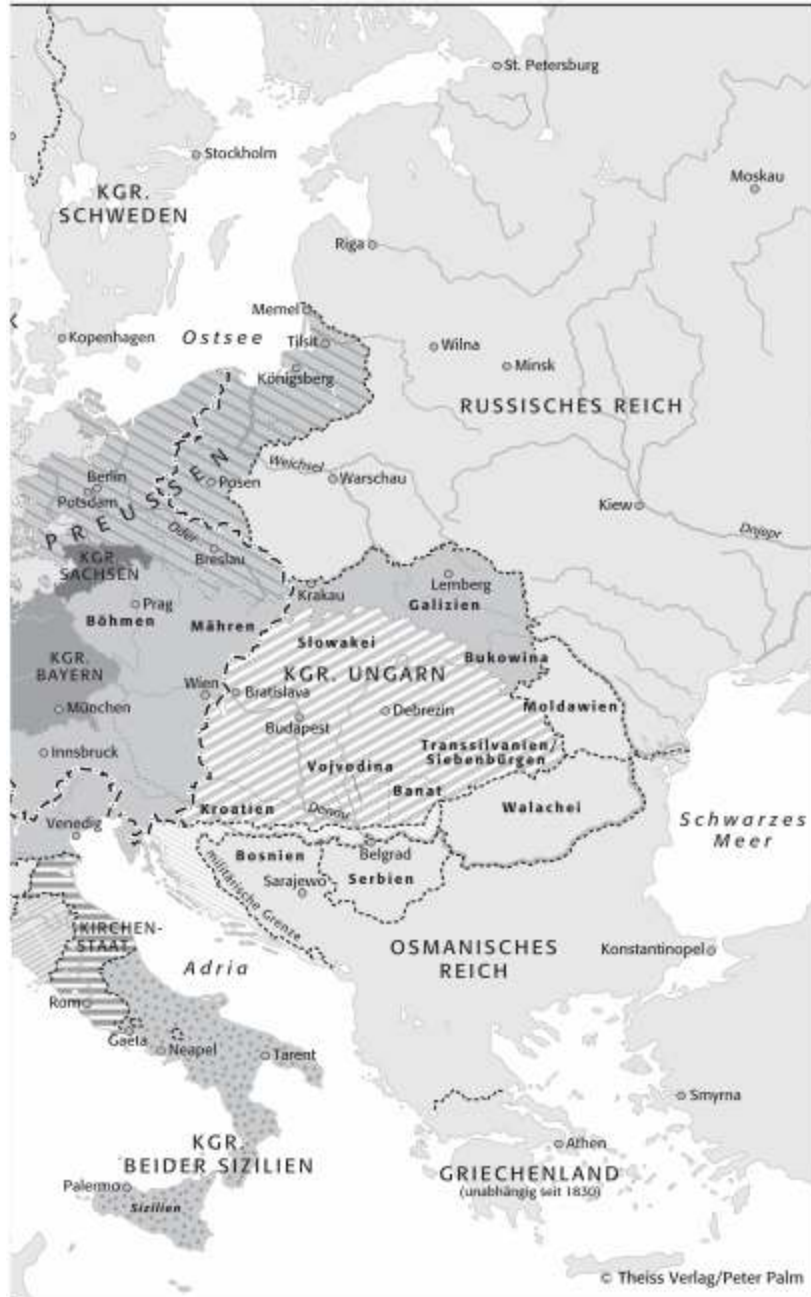 St. Petersburg
Stockholm
Moskau
KGR.
SCHWEDEN
Riga
Memel
K
Kopenhagen
Ostsee
Tilsit
Wilna
Königsberg
Minsk
RUSSISCHES REICH
Weichsel
Warschau
Berlin
Posen
Potsdam
PREUSSEN
Kiew
Oder
Dnjepr
Breslau
KGR.
SACHSEN
Krakau
Lemberg
Prag
Galizien
Böhmen
Mähren
Slowakei
KGR.
BAYERN
KGR. UNGARN
Bukowina
Wien
Bratislava
München
Debrezin
Moldawien
Budapest
Innsbruck
Transsilvanien/
Siebenbürgen
Vojvodina
Banat
Kroatien
Donau
Walachei
Venedig
Schwarzes
Meer
Belgrad
Bosnien
militärische Grenze
Sarajewo
Serbien
KIRCHEN-
STAAT
OSMANISCHES
REICH
Konstantinopel
Adria
Rom
Gaeta
Neapel
Tarent
Smyrna
KGR.
BEIDER SIZILIEN
Athen
GRIECHENLAND
(unabhängig seit 1830)
Palermo
Sizilien
© Theiss Verlag/Peter Palm